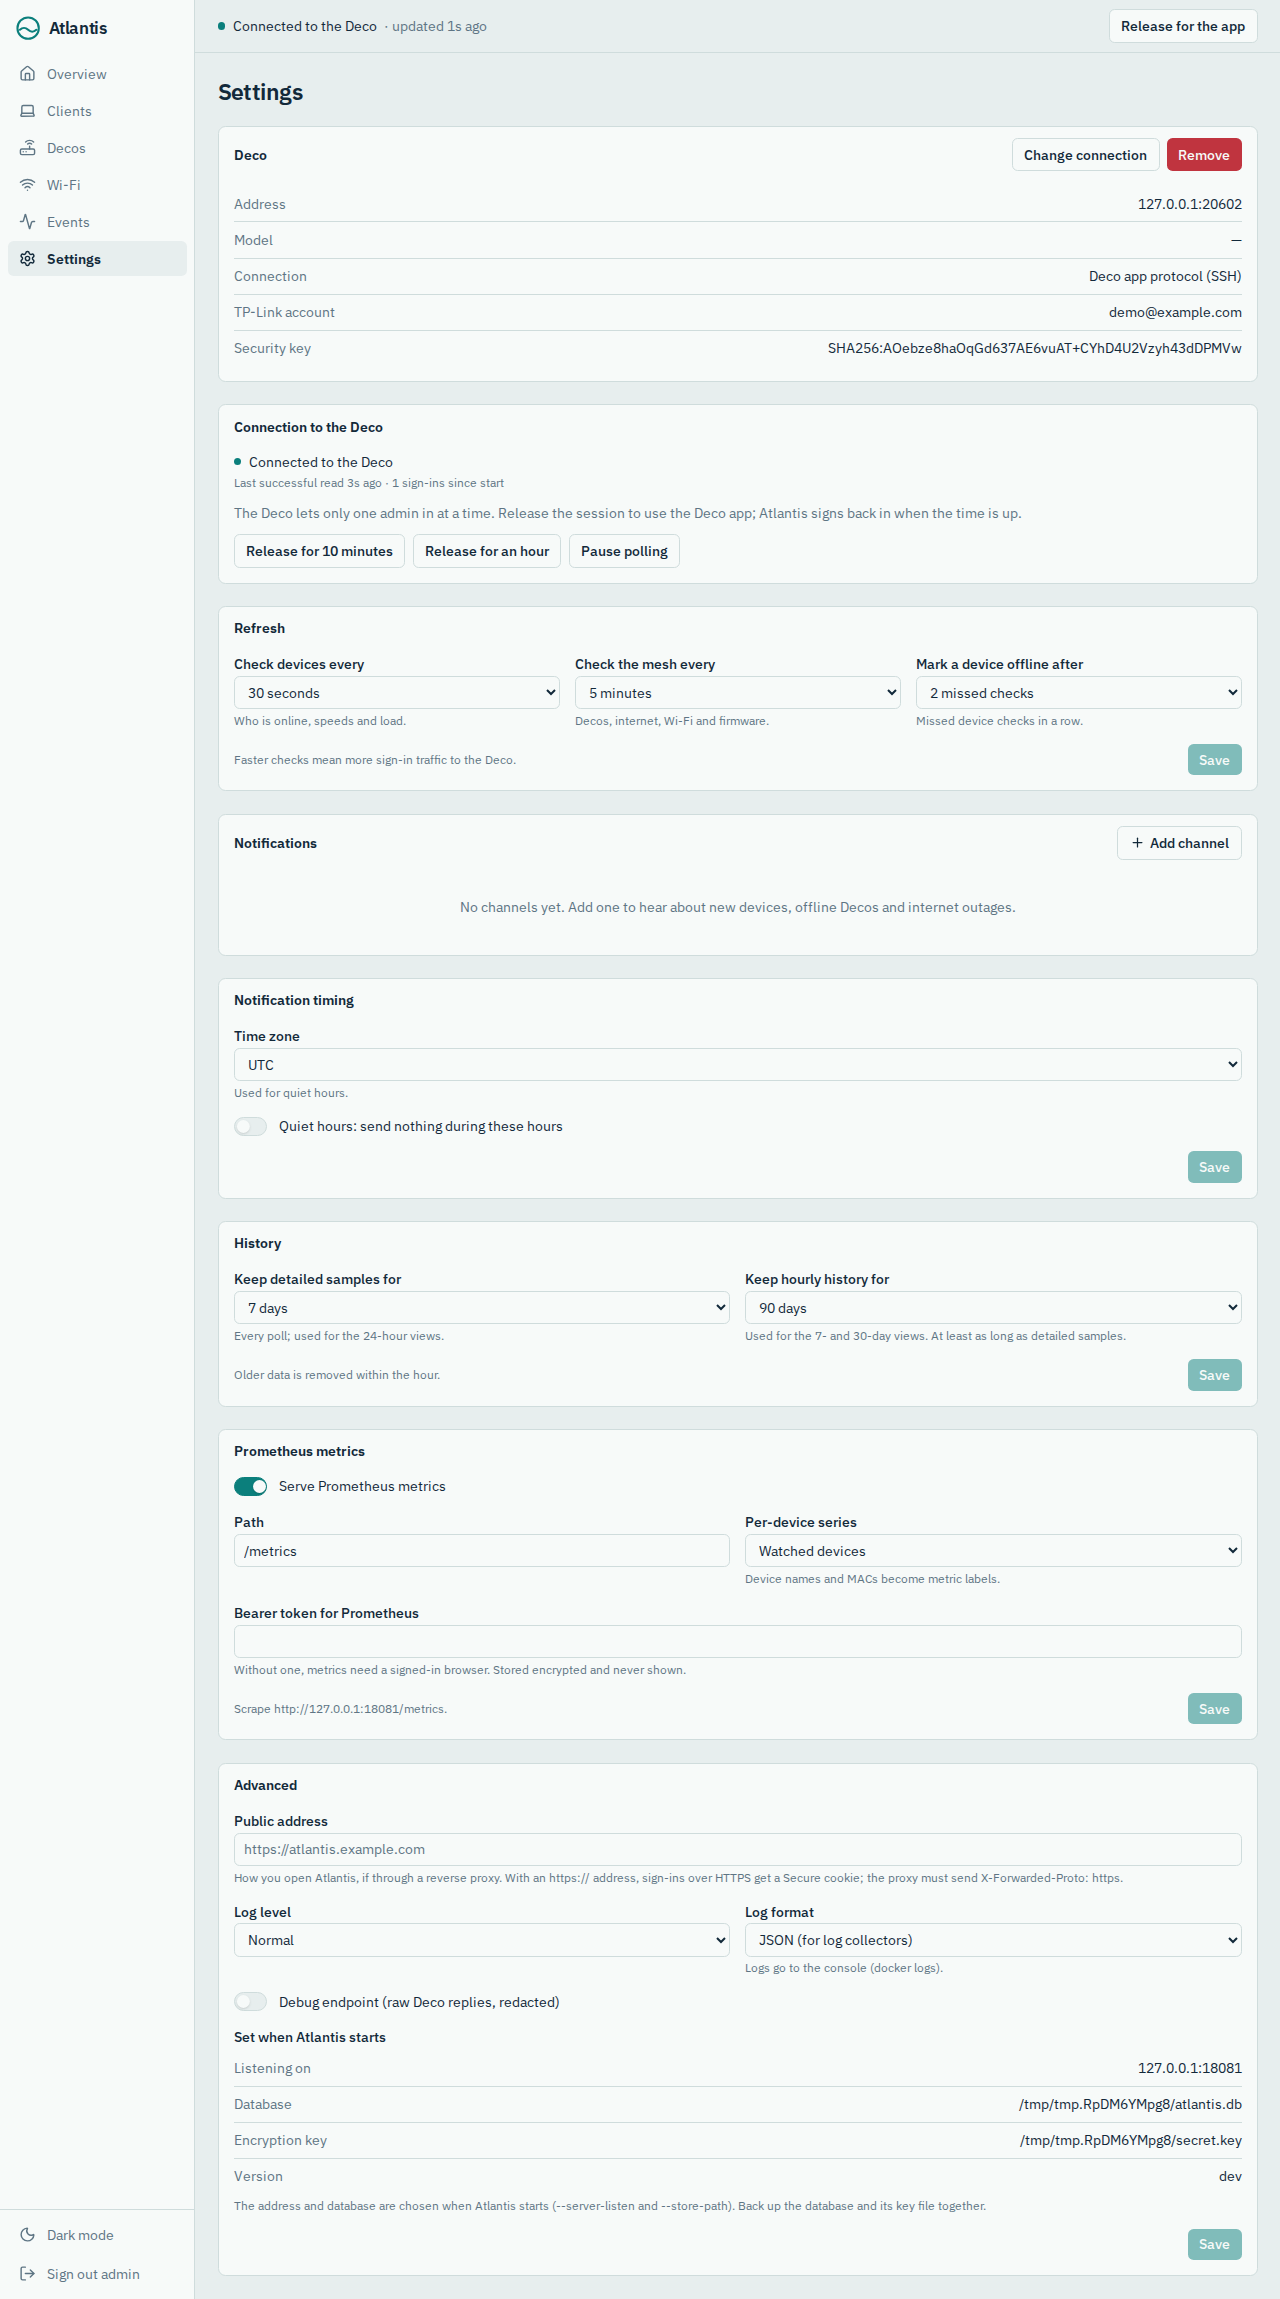 Atlantis
Overview
Clients
Decos
Wi-Fi
Events
Settings
Dark mode
Sign out admin
Connected to the Deco · updated 1s ago
Release for the app
Settings
Deco
Change connection
Remove
Address 127.0.0.1:20602
Model —
Connection Deco app protocol (SSH)
TP-Link account demo@example.com
Security key SHA256:AOebze8haOqGd637AE6vuAT+CYhD4U2Vzyh43dDPMVw
Connection to the Deco
Connected to the Deco
Last successful read 3s ago · 1 sign-ins since start
The Deco lets only one admin in at a time. Release the session to use the Deco app; Atlantis signs back in when the time is up.
Release for 10 minutes
Release for an hour
Pause polling
Refresh
Check devices every
30 seconds
Who is online, speeds and load.
Check the mesh every
5 minutes
Decos, internet, Wi-Fi and firmware.
Mark a device offline after
2 missed checks
Missed device checks in a row.
Faster checks mean more sign-in traffic to the Deco.
Save
Notifications
+ Add channel
No channels yet. Add one to hear about new devices, offline Decos and internet outages.
Notification timing
Time zone
UTC
Used for quiet hours.
Quiet hours: send nothing during these hours
Save
History
Keep detailed samples for
7 days
Every poll; used for the 24-hour views.
Keep hourly history for
90 days
Used for the 7- and 30-day views. At least as long as detailed samples.
Older data is removed within the hour.
Save
Prometheus metrics
Serve Prometheus metrics
Path
/metrics
Per-device series
Watched devices
Device names and MACs become metric labels.
Bearer token for Prometheus
Without one, metrics need a signed-in browser. Stored encrypted and never shown.
Scrape http://127.0.0.1:18081/metrics.
Save
Advanced
Public address
https://atlantis.example.com
How you open Atlantis, if through a reverse proxy. With an https:// address, sign-ins over HTTPS get a Secure cookie; the proxy must send X-Forwarded-Proto: https.
Log level
Normal
Log format
JSON (for log collectors)
Logs go to the console (docker logs).
Debug endpoint (raw Deco replies, redacted)
Set when Atlantis starts
Listening on 127.0.0.1:18081
Database /tmp/tmp.RpDM6YMpg8/atlantis.db
Encryption key /tmp/tmp.RpDM6YMpg8/secret.key
Version dev
The address and database are chosen when Atlantis starts (--server-listen and --store-path). Back up the database and its key file together.
Save